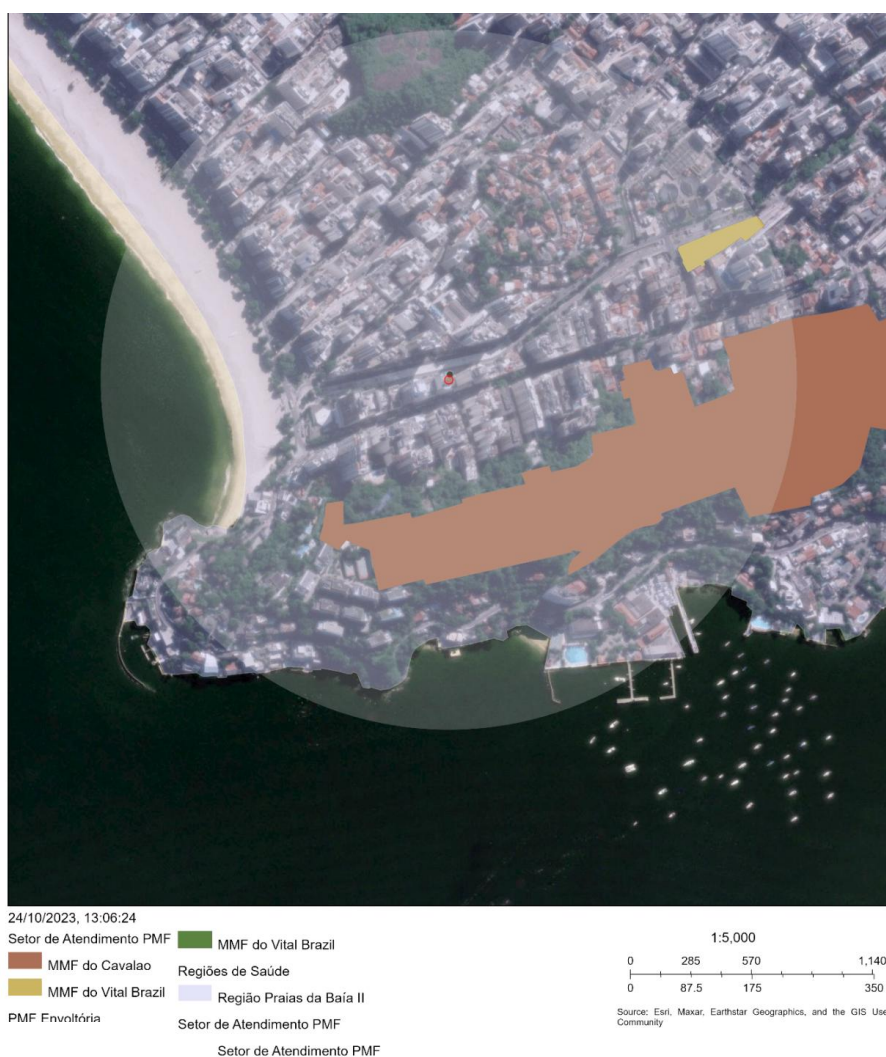 24/10/2023, 13:06:24
Setor de Atendimento PMF
MMF do Cavalao
MMF do Vital Brazil
PMF Envoltória
MMF do Vital Brazil
Regiões de Saúde
Região Praias da Baía II
Setor de Atendimento PMF
Setor de Atendimento PMF
1:5,000
0 285 570 1,140
0 87.5 175 350
Source: Esri, Maxar, Earthstar Geographics, and the GIS Use
Community